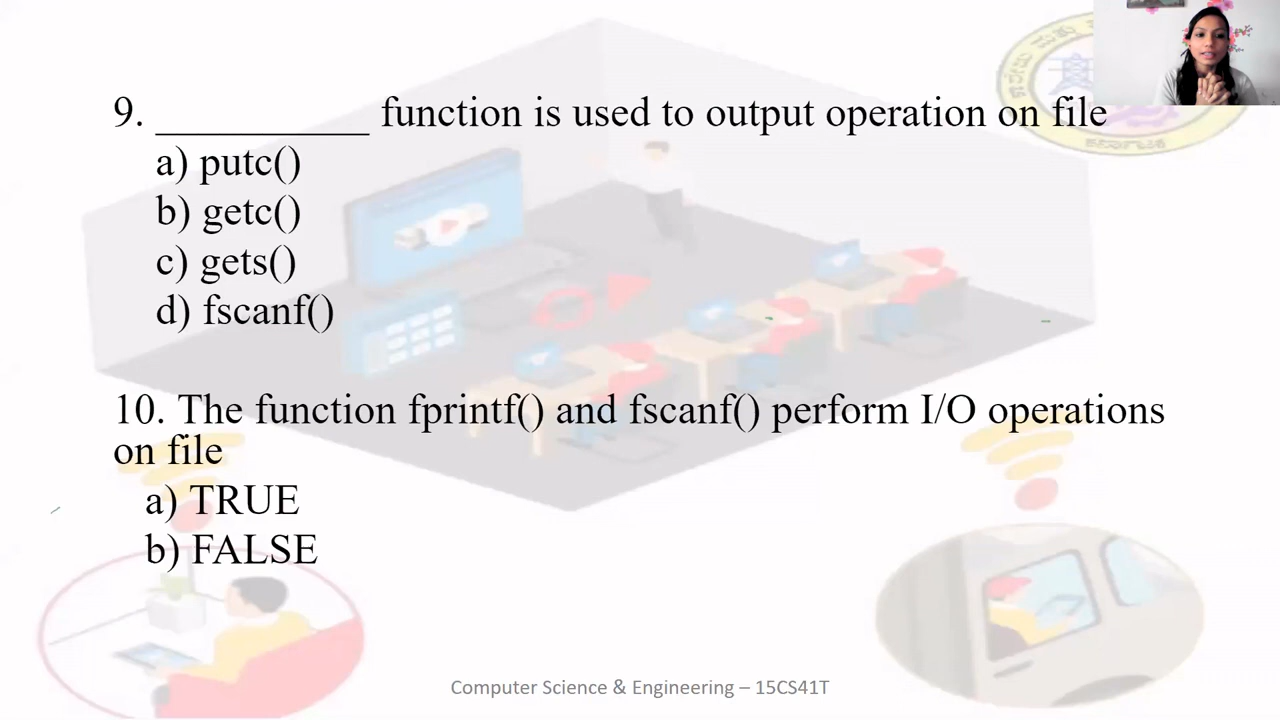 9. __________ function is used to output operation on file
a) putc()
b) getc()
c) gets()
d) fscanf()
10. The function fprintf() and fscanf() perform I/O operations
on file
a) TRUE
b) FALSE
Computer Science & Engineering – 15CS41T